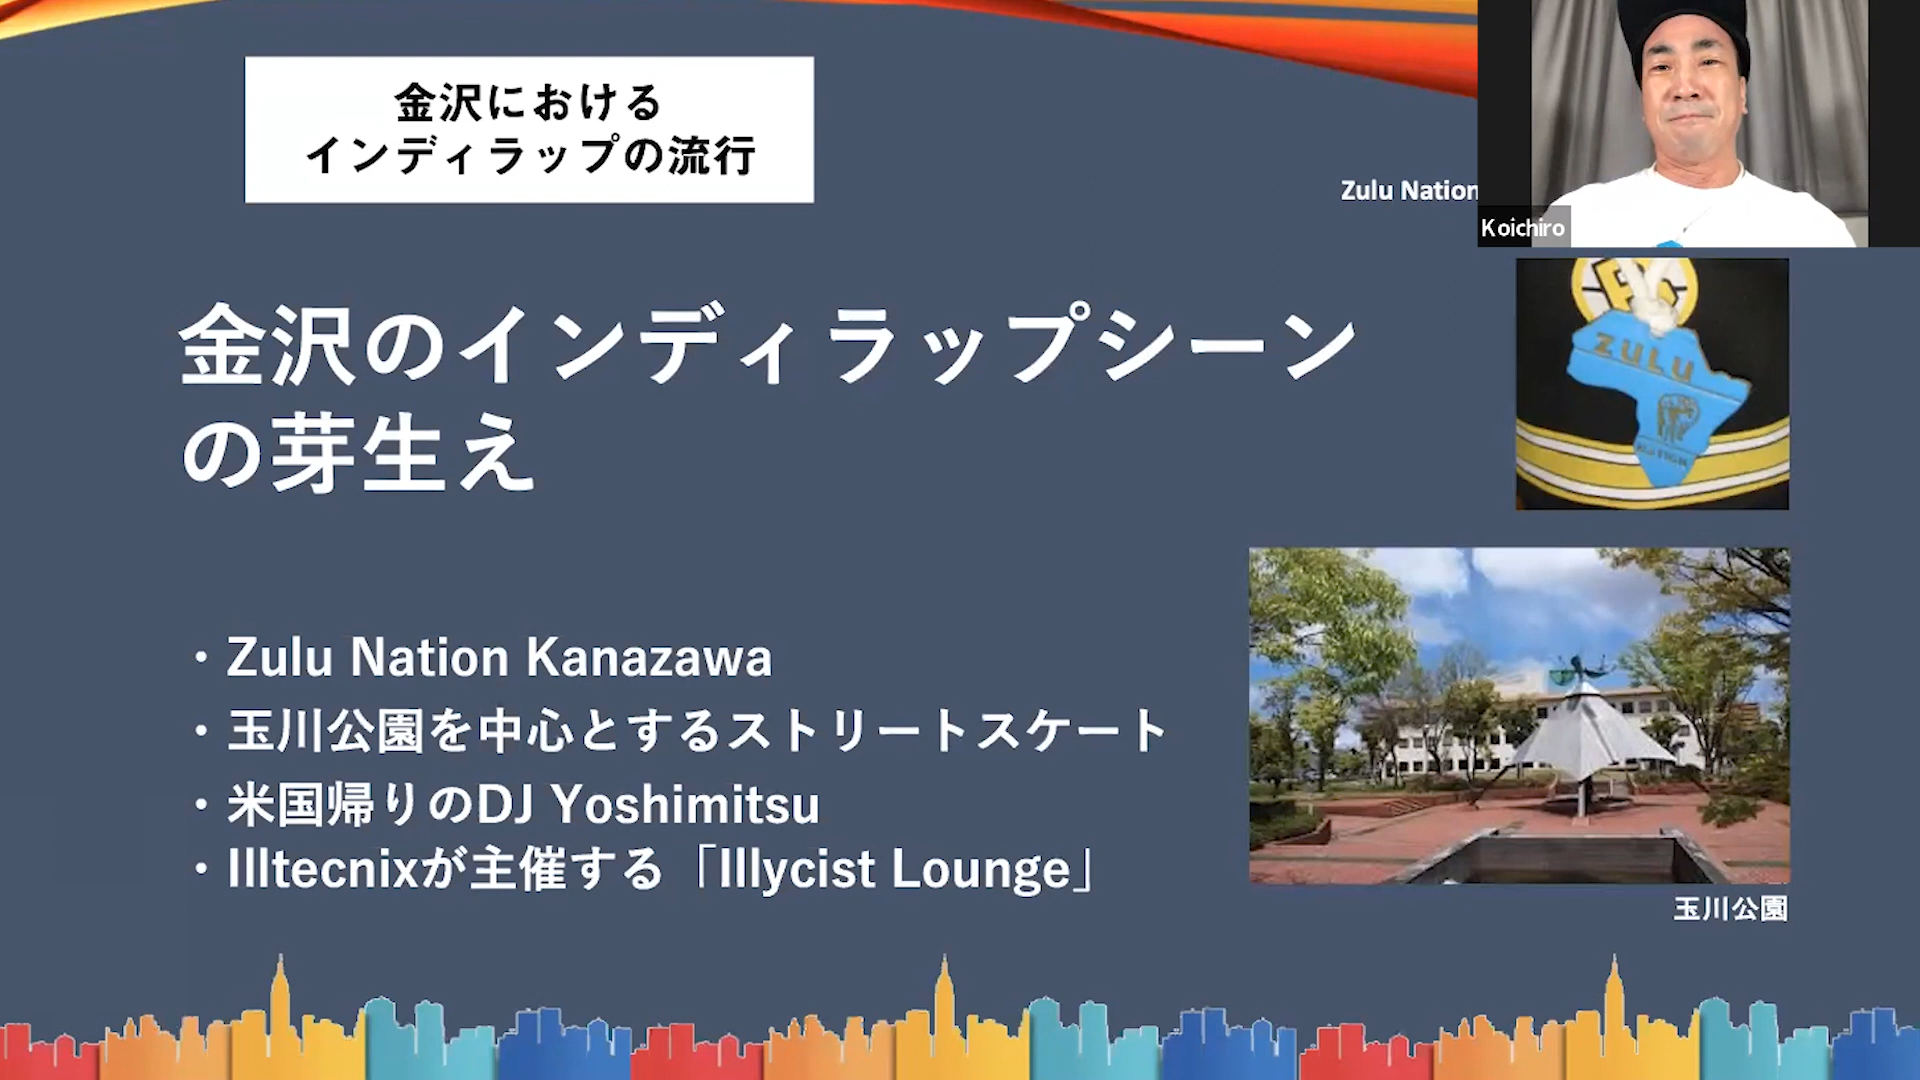 金沢における
インディラップの流行
Zulu Nation
Koichiro
金沢のインディラップシーン
の芽生え
ZULU
NATION
・Zulu Nation Kanazawa
・玉川公園を中心とするストリートスケート
・米国帰りのDJ Yoshimitsu
・Illtecnixが主催する「Illycist Lounge」
玉川公園